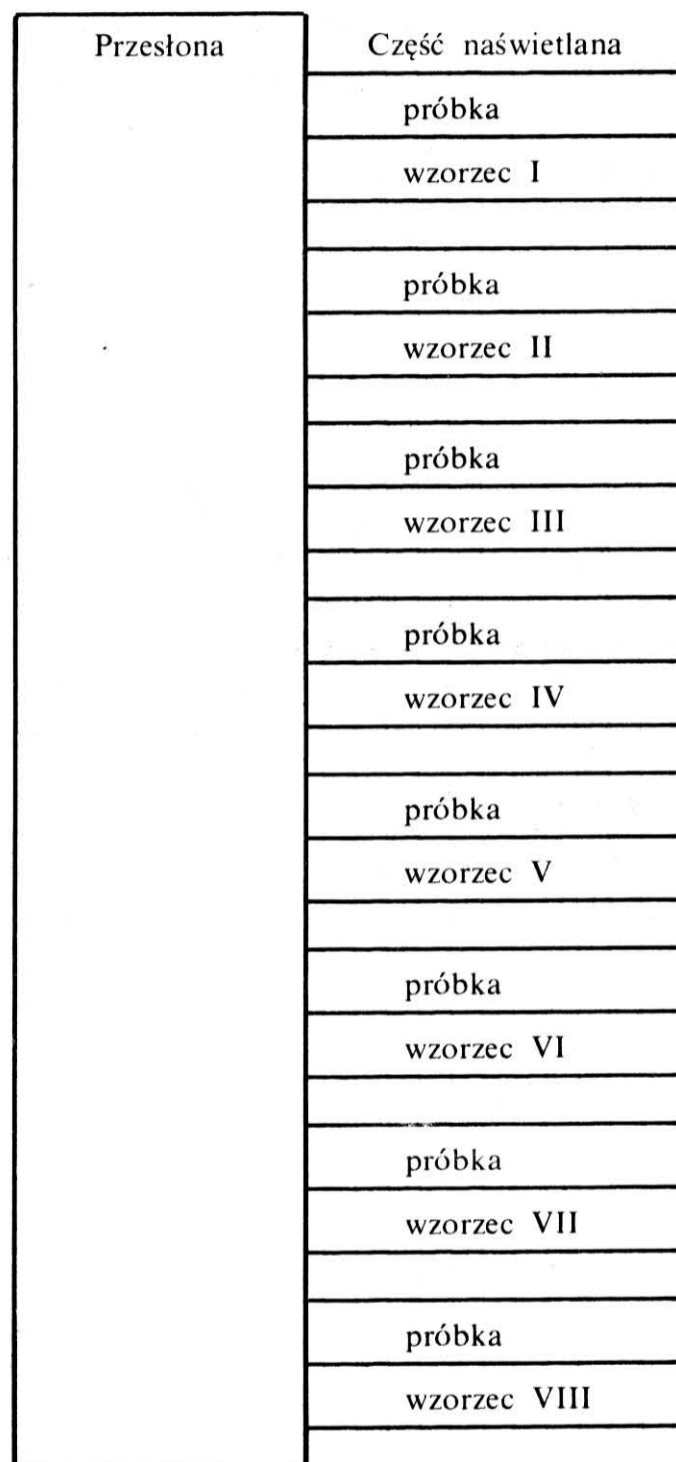 Przesłona Część naświetlana
próbka
wzorzec I
próbka
wzorzec II
próbka
wzorzec III
próbka
wzorzec IV
próbka
wzorzec V
próbka
wzorzec VI
próbka
wzorzec VII
próbka
wzorzec VIII